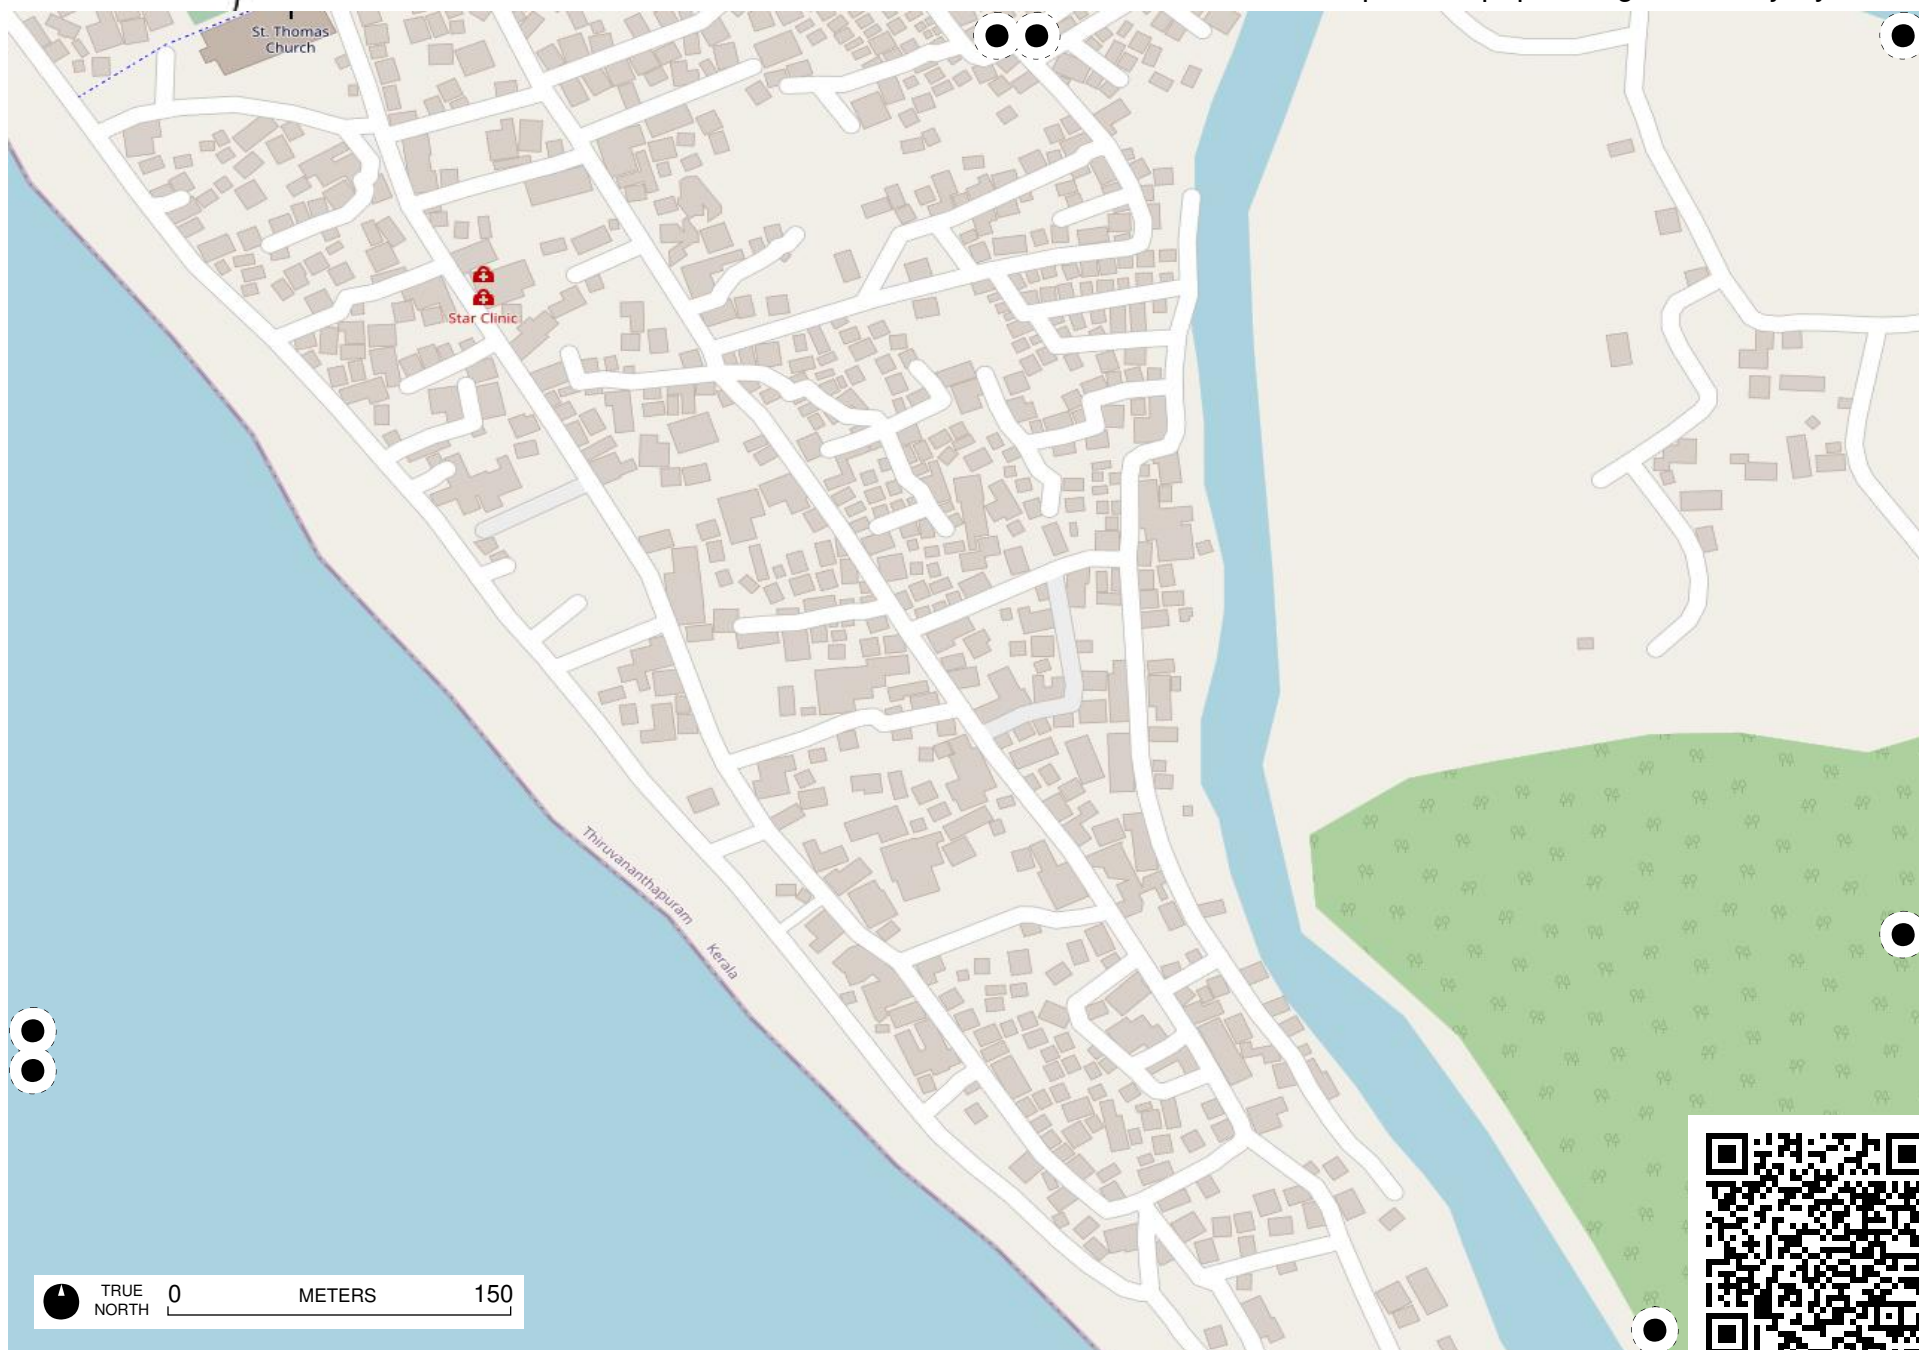 St. Thomas
Church
Star Clinic
Thiruvananthapuram
Kerala
TRUE
NORTH
0
METERS
150